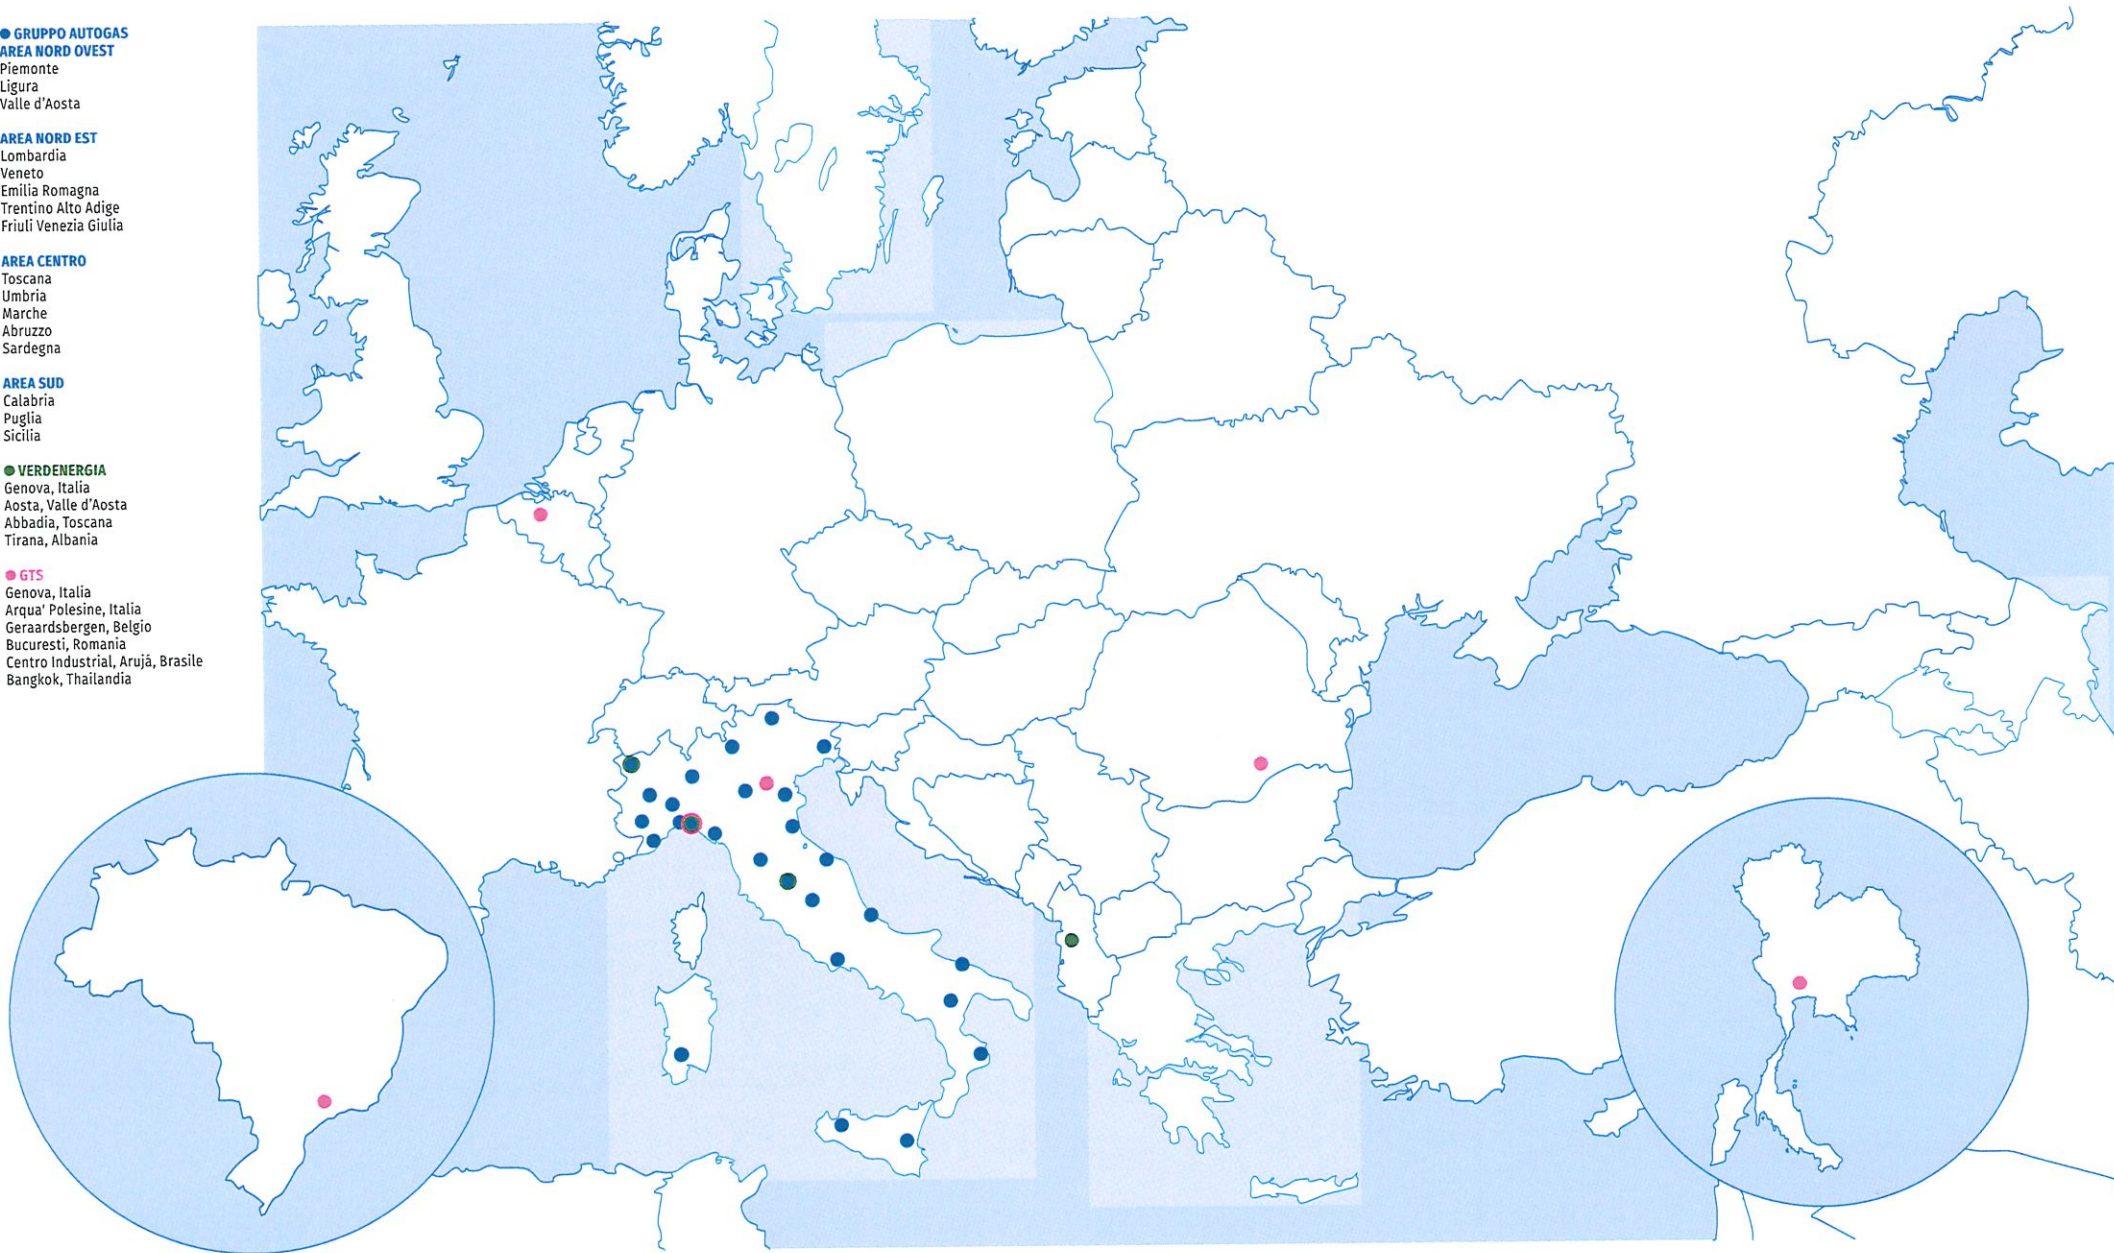 GRUPPO AUTOGAS
AREA NORD OVEST
Piemonte
Ligura
Valle d'Aosta
AREA NORD EST
Lombardia
Veneto
Emilia Romagna
Trentino Alto Adige
Friuli Venezia Giulia
AREA CENTRO
Toscana
Umbria
Marche
Abruzzo
Sardegna
AREA SUD
Calabria
Puglia
Sicilia
VERDENERGIA
Genova, Italia
Aosta, Valle d'Aosta
Abbadia, Toscana
Tirana, Albania
GTS
Genova, Italia
Arqua' Polesine, Italia
Geraardsbergen, Belgio
Bucuresti, Romania
Centro Industrial, Arujá, Brasile
Bangkok, Thailandia